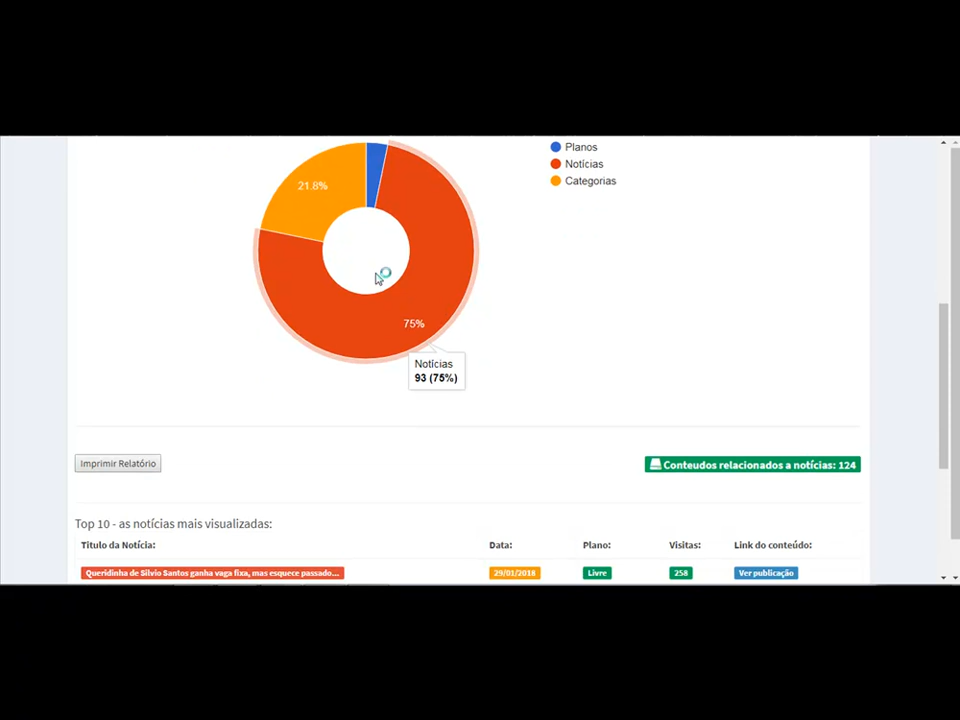 Planos
Notícias
Categorias
21.8%
75%
Notícias
93 (75%)
Imprimir Relatório
Conteudos relacionados a notícias: 124
Top 10 - as notícias mais visualizadas:
Titulo da Notícia: Data: Plano: Visitas: Link do conteúdo:
Queridinha de Silvio Santos ganha vaga fixa, mas esquece passado... 29/01/2018 Livre 258 Ver publicação